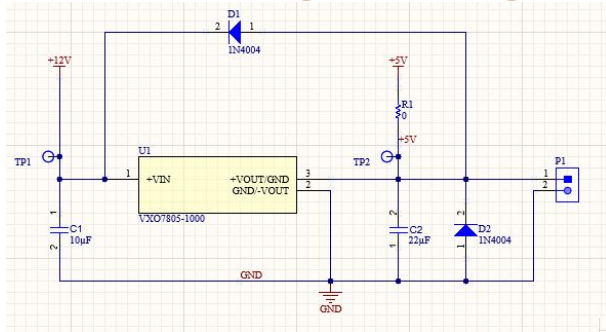 D1
2 1
1N4004
+12V
+5V
R1
0
+5V
TP1
U1
TP2
P1
1 +VIN
+VOUT/GND 3
GND/-VOUT 2
1
2
VXO7805-1000
1
C1
10µF
2
2
C2
22µF
1
2
D2
1N4004
1
GND
GND